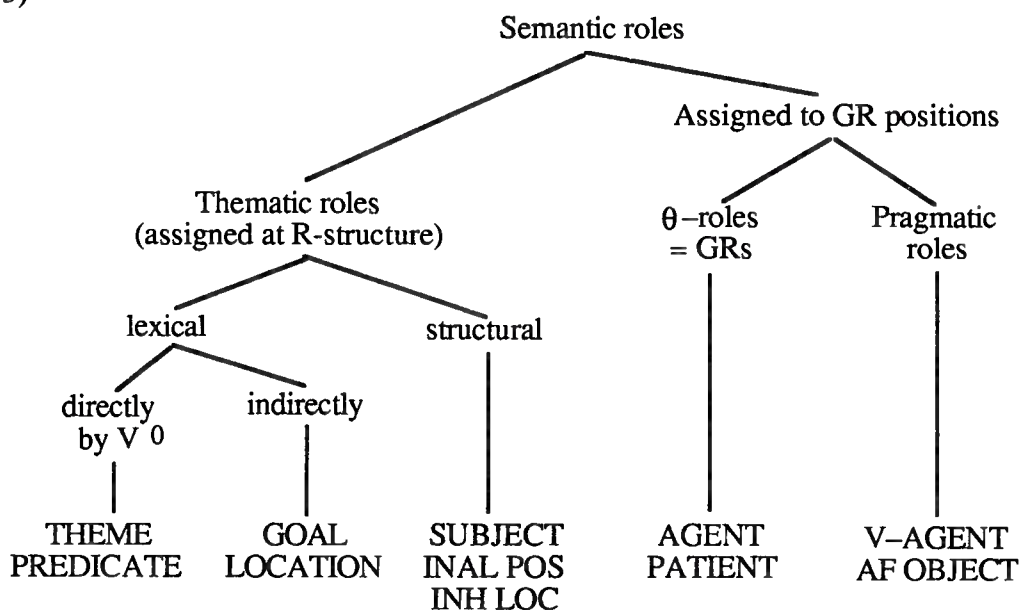 3)
Semantic roles
Assigned to GR positions
Thematic roles
(assigned at R-structure)
θ–roles
= GRs
Pragmatic
roles
lexical
structural
directly
by V 0
indirectly
THEME
PREDICATE
GOAL
LOCATION
SUBJECT
INAL POS
INH LOC
AGENT
PATIENT
V–AGENT
AF OBJECT